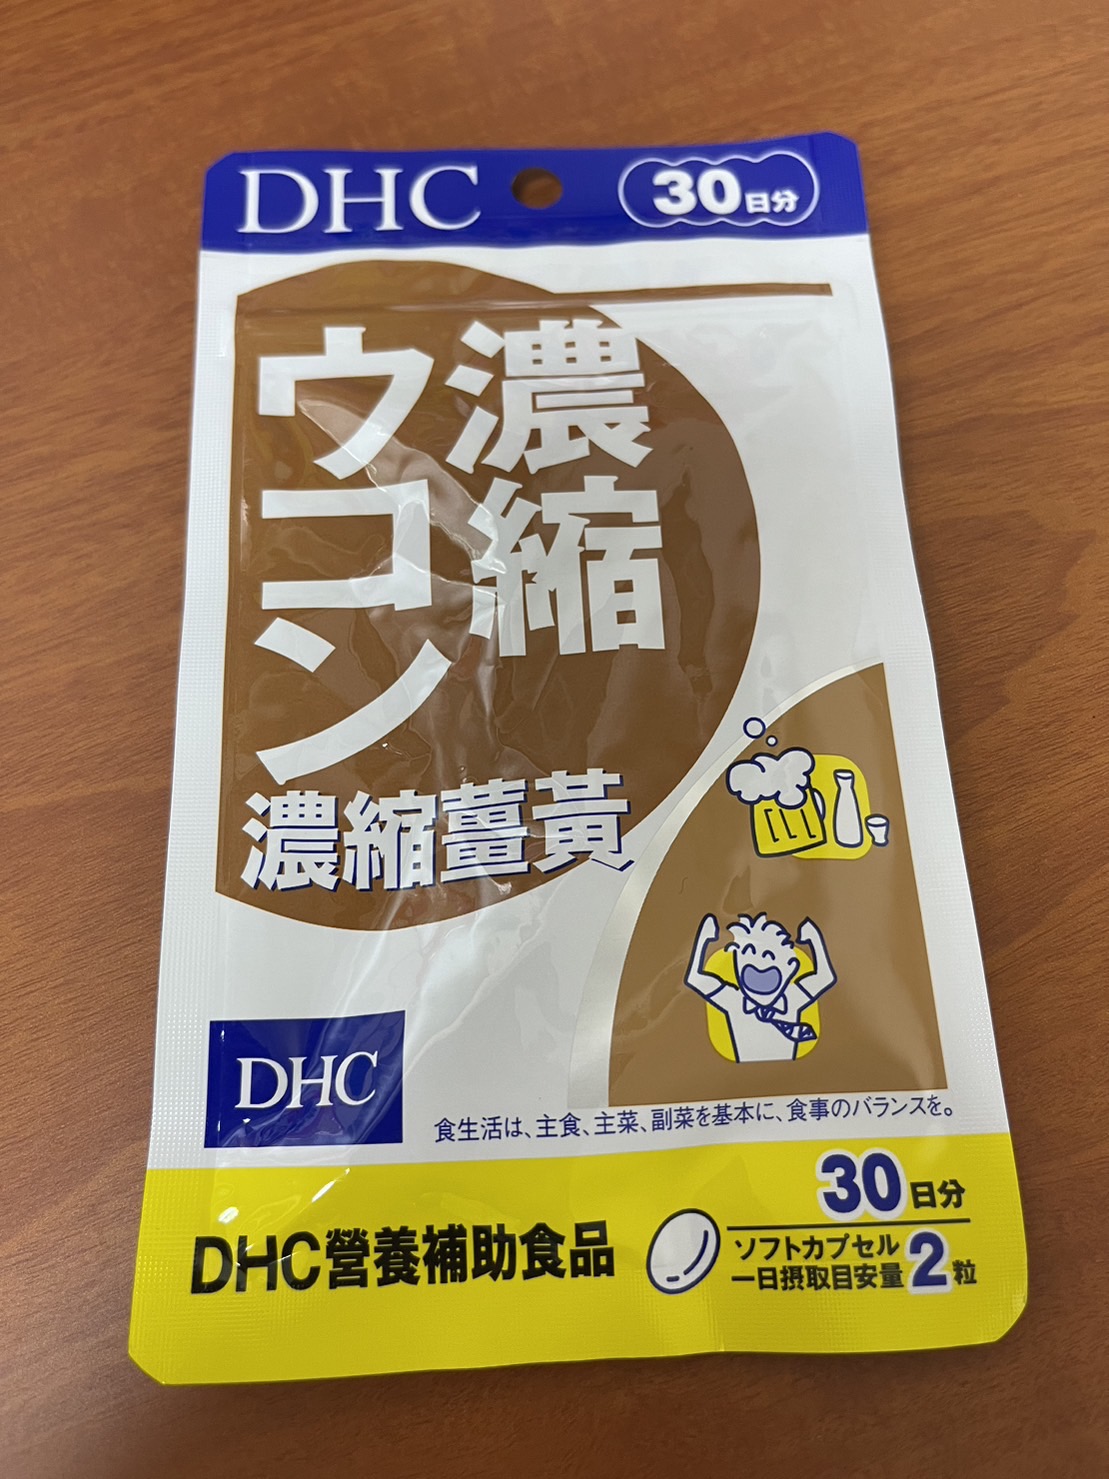 DHC
30日分
濃縮
ウコン
濃縮薑黃
DHC
食生活は、主食、主菜、副菜を基本に、食事のバランスを。
DHC營養補助食品
30日分
ソフトカプセル
一日摂取目安量2粒